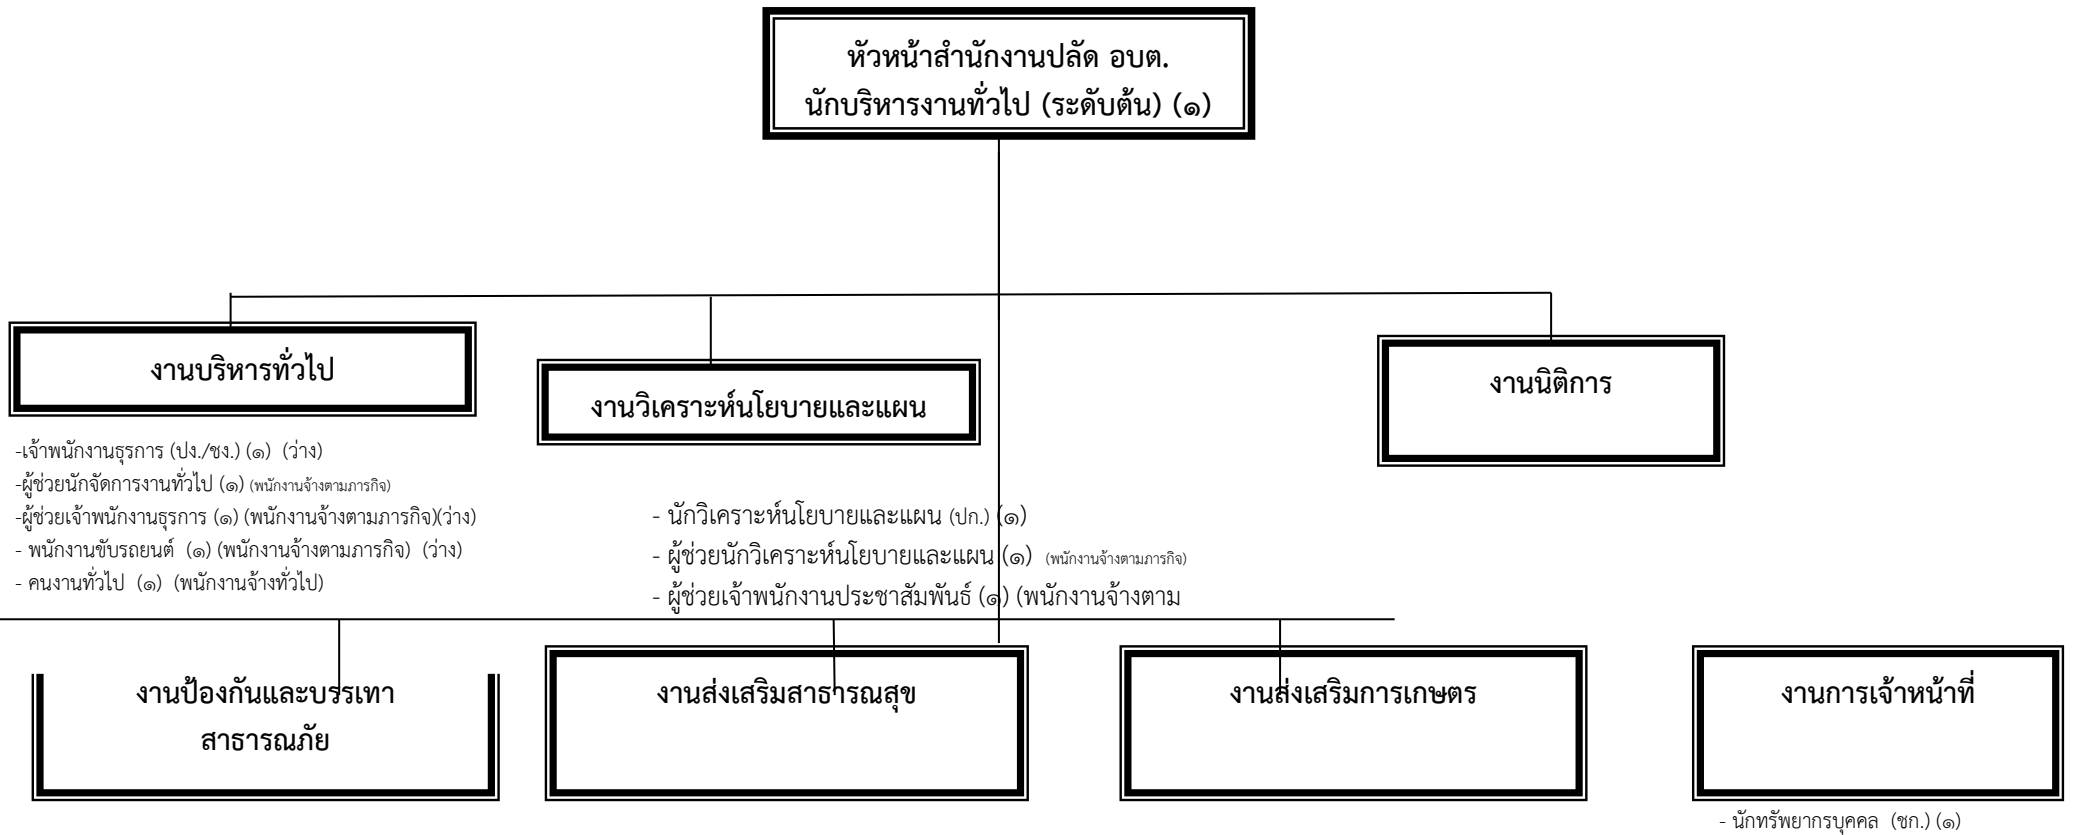 หัวหน้าสำนักงานปลัด อบต.
นักบริหารงานทั่วไป (ระดับต้น) (๑)
งานบริหารทั่วไป
งานวิเคราะห์นโยบายและแผน
งานนิติการ
-เจ้าพนักงานธุรการ (ปง./ชง.) (๑) (ว่าง)
-ผู้ช่วยนักจัดการงานทั่วไป (๑) (พนักงานจ้างตามภารกิจ)
-ผู้ช่วยเจ้าพนักงานธุรการ (๑) (พนักงานจ้างตามภารกิจ)(ว่าง)
- พนักงานขับรถยนต์ (๑) (พนักงานจ้างตามภารกิจ) (ว่าง)
- คนงานทั่วไป (๑) (พนักงานจ้างทั่วไป)
- นักวิเคราะห์นโยบายและแผน (ปก.) (๑)
- ผู้ช่วยนักวิเคราะห์นโยบายและแผน (๑) (พนักงานจ้างตามภารกิจ)
- ผู้ช่วยเจ้าพนักงานประชาสัมพันธ์ (๑) (พนักงานจ้างตาม
งานป้องกันและบรรเทา
สาธารณภัย
งานส่งเสริมสาธารณสุข
งานส่งเสริมการเกษตร
งานการเจ้าหน้าที่
- นักทรัพยากรบุคคล (ชก.) (๑)